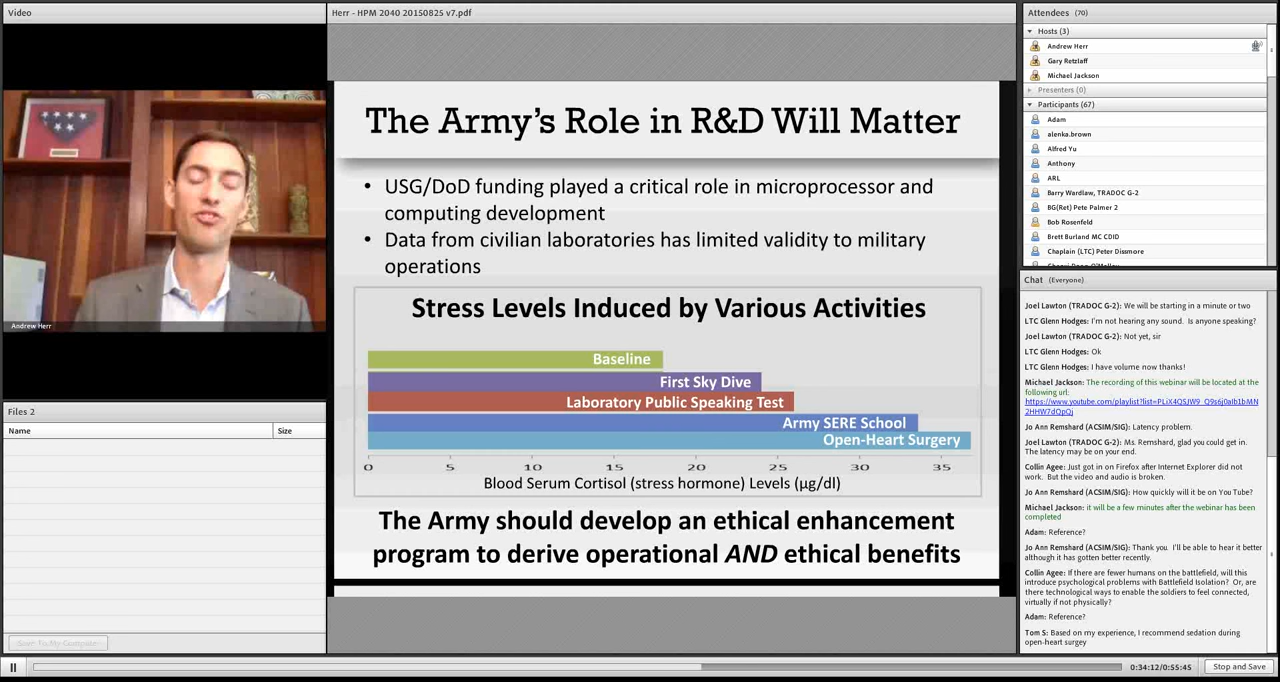 Video
Andrew Herr
Files 2
Name Size
Save To My Computer
Herr - HPM 2040 20150825 v7.pdf
The Army's Role in R&D Will Matter
• USG/DoD funding played a critical role in microprocessor and
computing development
• Data from civilian laboratories has limited validity to military
operations
Stress Levels Induced by Various Activities
Baseline
First Sky Dive
Laboratory Public Speaking Test
Army SERE School
Open-Heart Surgery
0 5 10 15 20 25 30 35
Blood Serum Cortisol (stress hormone) Levels (µg/dl)
The Army should develop an ethical enhancement
program to derive operational AND ethical benefits
Attendees (70)
Hosts (3)
Andrew Herr
Gary Retzlaff
Michael Jackson
Presenters (0)
Participants (67)
Adam
alenka.brown
Alfred Yu
Anthony
ARL
Barry Wardlaw, TRADOC G-2
BG(Ret) Pete Palmer 2
Bob Rosenfeld
Brett Burland MC CDID
Chaplain (LTC) Peter Dissmore
Chat (Everyone)
Joel Lawton (TRADOC G-2): We will be starting in a minute or two
LTC Glenn Hodges: I'm not hearing any sound. Is anyone speaking?
Joel Lawton (TRADOC G-2): Not yet, sir
LTC Glenn Hodges: Ok
LTC Glenn Hodges: I have volume now thanks!
Michael Jackson: The recording of this webinar will be located at the
following url:
Jo Ann Remshard (ACSIM/SIG): Latency problem.
Joel Lawton (TRADOC G-2): Ms. Remshard, glad you could get in.
The latency may be on your end.
Collin Agee: Just got in on Firefox after Internet Explorer did not
work. But the video and audio is broken.
Jo Ann Remshard (ACSIM/SIG): How quickly will it be on YouTube?
Michael Jackson: it will be a few minutes after the webinar has been
completed
Adam: Reference?
Jo Ann Remshard (ACSIM/SIG): Thank you. I'll be able to hear it better
although it has gotten better recently.
Collin Agee: If there are fewer humans on the battlefield, will this
introduce psychological problems with Battlefield Isolation? Or, are
there technological ways to enable the soldiers to feel connected,
virtually if not physically?
Adam: Reference?
Tom S: Based on my experience, I recommend sedation during
open-heart surgey
0:34:12/0:55:45
Stop and Save